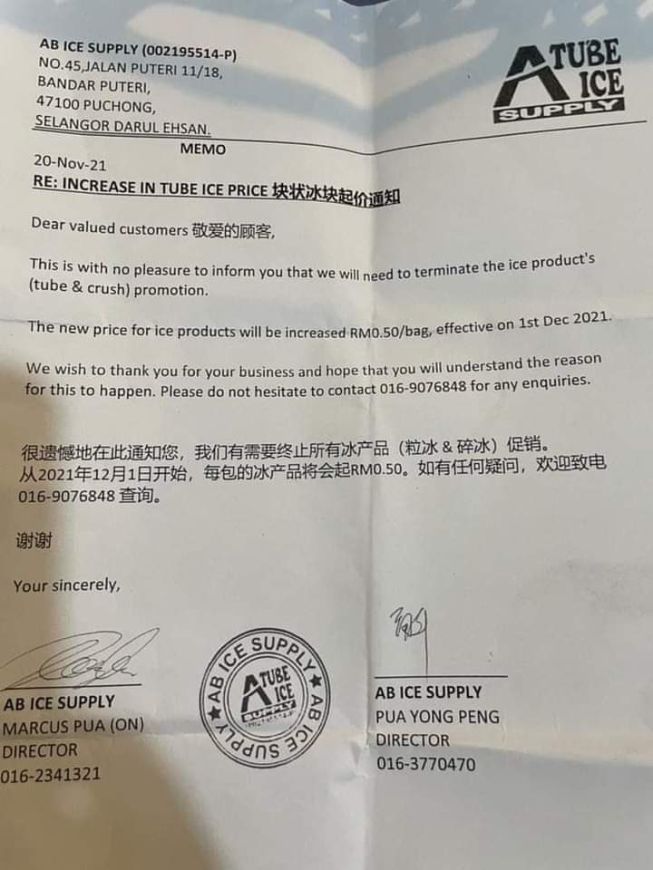 AB ICE SUPPLY (002195514-P)
NO.45,JALAN PUTERI 11/18,
BANDAR PUTERI,
47100 PUCHONG,
SELANGOR DARUL EHSAN.
A TUBE
ICE
SUPPLY
MEMO
20-Nov-21
RE: INCREASE IN TUBE ICE PRICE 块状冰块起价通知
Dear valued customers 敬爱的顾客,
This is with no pleasure to inform you that we will need to terminate the ice product's
(tube & crush) promotion.
The new price for ice products will be increased RM0.50/bag, effective on 1st Dec 2021.
We wish to thank you for your business and hope that you will understand the reason
for this to happen. Please do not hesitate to contact 016-9076848 for any enquiries.
很遗憾地在此通知您，我们有需要终止所有冰产品（粒冰 & 碎冰）促销。
从2021年12月1日开始，每包的冰产品将会起RM0.50。如有任何疑问，欢迎致电
016-9076848 查询。
谢谢
Your sincerely,
AB ICE SUPPLY
MARCUS PUA (ON)
DIRECTOR
016-2341321
AB ICE SUPPLY
A TUBE
ICE
SUPPLY
AB ICE SUPPLY
AB ICE SUPPLY
PUA YONG PENG
DIRECTOR
016-3770470